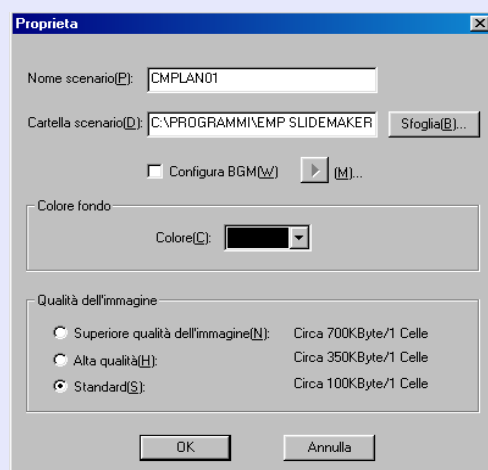 Proprieta
Nome scenario(P): CMPLAN01
Cartella scenario(D): C:\PROGRAMMI\EMP SLIDEMAKER Sfoglia(B)...
Configura BGM(W) (M)...
Colore fondo
Colore(C):
Qualità dell'immagine
Superiore qualità dell'immagine(N): Circa 700KByte/1 Celle
Alta qualità(H): Circa 350KByte/1 Celle
Standard(S): Circa 100KByte/1 Celle
OK Annulla